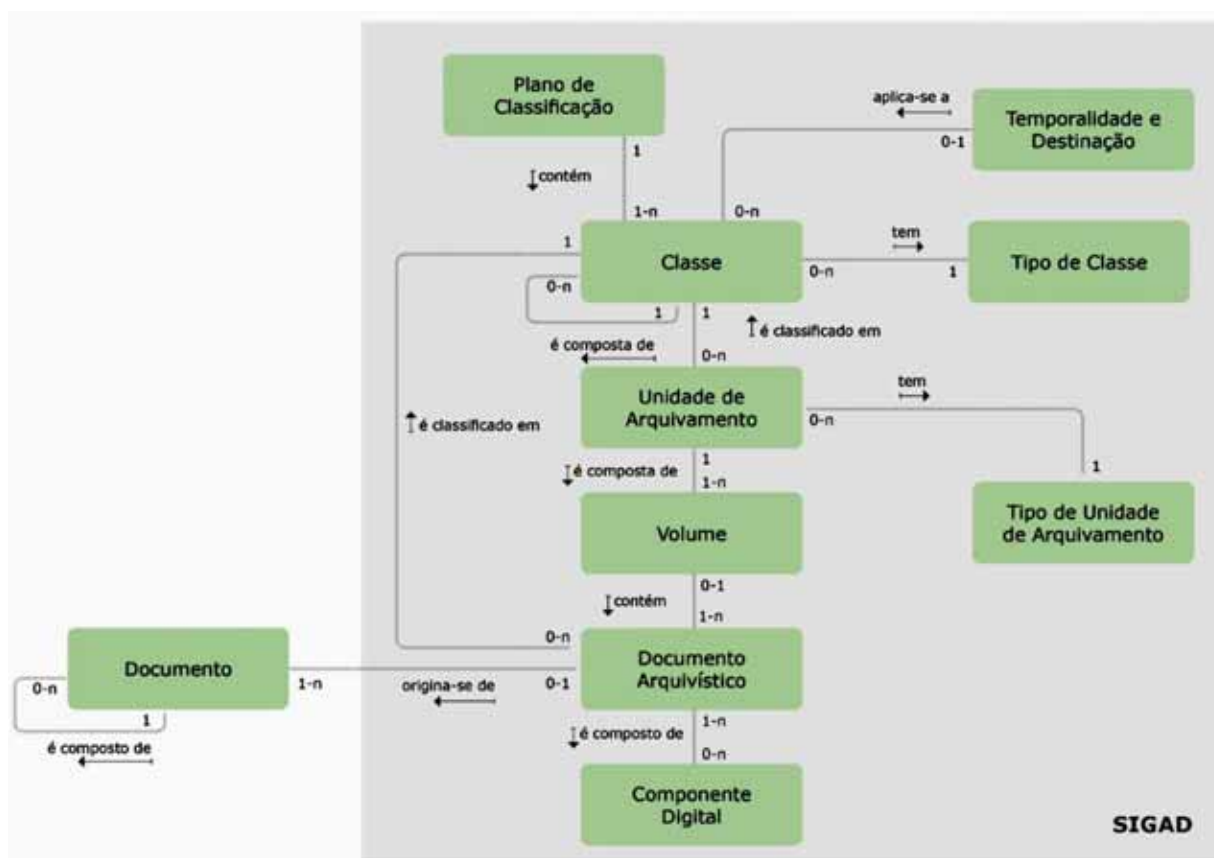 Plano de
Classificação
aplica-se a
Temporalidade e
Destinação
0-1
1
contém
1-n
0-n
1
Classe
tem
0-n
1
Tipo de Classe
0-n
1
1
é classificado em
é composta de
0-n
Unidade de
Arquivamento
tem
0-n
é classificado em
1
é composta de
1-n
1
Volume
Tipo de Unidade
de Arquivamento
0-1
contém
1-n
0-n
Documento
Documento
Arquivístico
0-n
1-n
origina-se de
0-1
1
é composto de
1-n
é composto de
0-n
Componente
Digital
SIGAD